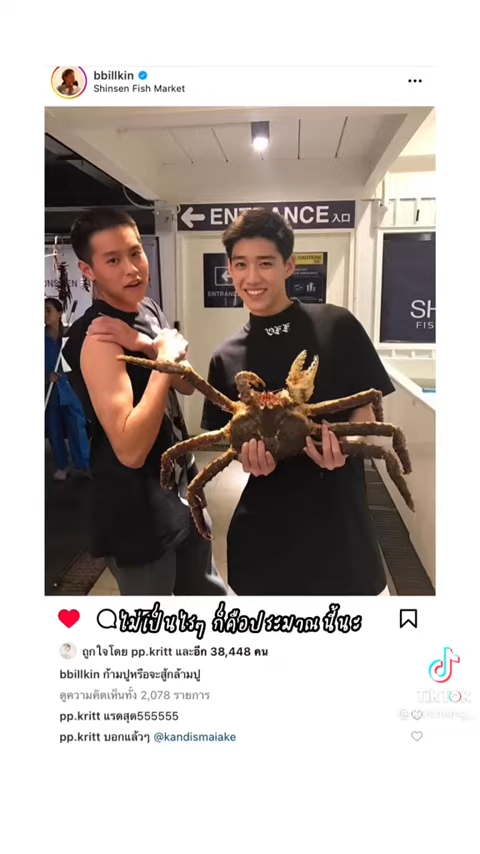 bbillkin
Shinsen Fish Market
← ENTRANCE 入口
CAUTION!
ENTRANCE
SH
FIS
ไม่เป็นไรๆ ก็คือประมาณนี้นะ
ถูกใจโดย pp.kritt และอีก 38,448 คน
bbillkin ก้ามปูหรือจะสู้กล้ามปู
ดูความคิดเห็นทั้ง 2,078 รายการ
pp.kritt แรดสุด555555
pp.kritt บอกแล้วๆ @kandismaiake
TikTok